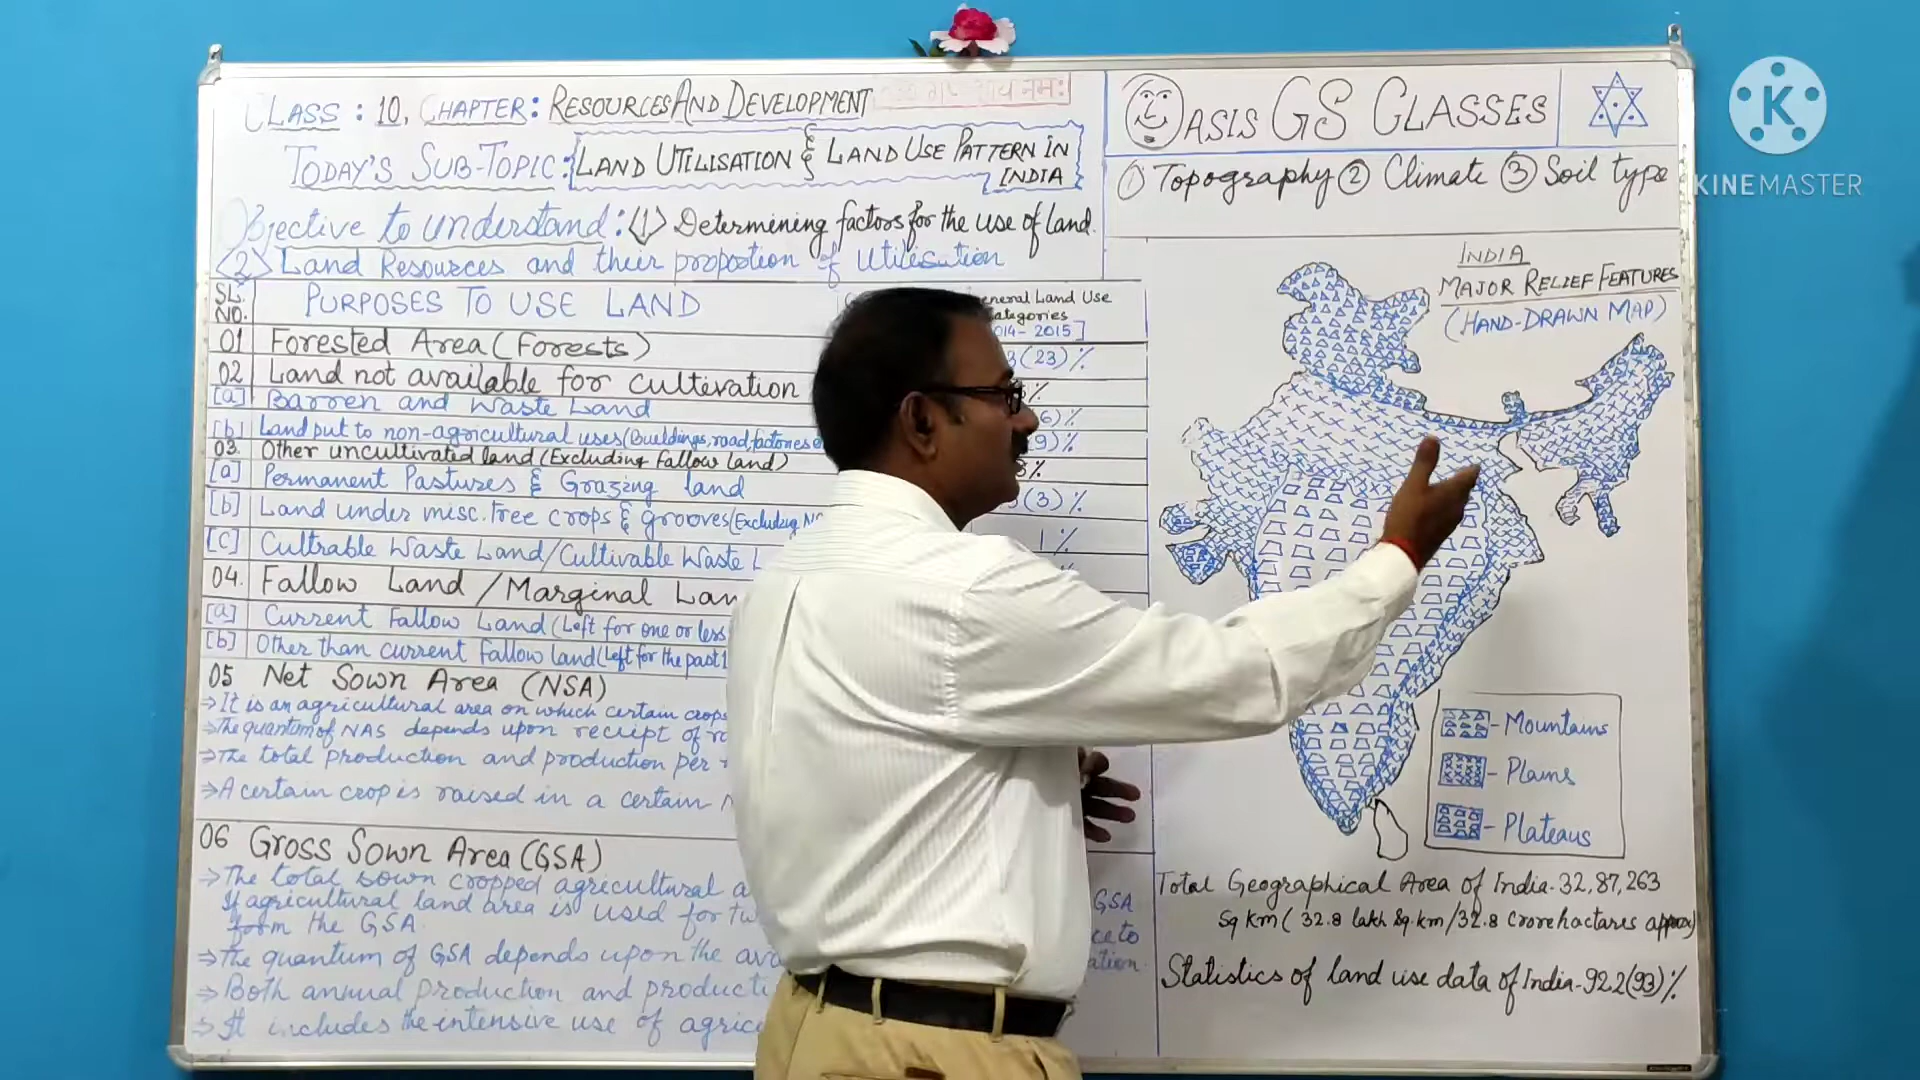 CLASS : 10, CHAPTER: RESOURCES AND DEVELOPMENT
TODAY'S SUB-TOPIC: LAND UTILISATION & LAND USE PATTERN IN
INDIA
Objective to understand: <1> Determining factors for the use of land.
<2> Land Resources and their proportion of Utilisation
SL. NO. PURPOSES TO USE LAND
General Land Use
Categories
2014-2015]
01 Forested Area (Forests)
3(23)%
02 Land not available for cultivation
%
[a] Barren and Waste Land
6)%
[b] Land put to non-agricultural uses (Buildings, road, factories
(9)%
03. Other uncultivated land (Excluding Fallow Land)
%
[a] Permanent Pastures & Grazing land
(3)%
[b] Land under misc. tree crops & grooves (Excluding
1%
[C] Cultrable Waste Land/Cultivable Waste
04. Fallow Land / Marginal
[a] Current Fallow Land (Left for one or less
[b] Other than current fallow land (Left for the past
05 Net Sown Area (NSA)
⇒ It is an agricultural area on which certain crops
⇒ The quantum of NAS depends upon receipt of
⇒ The total production and production per
⇒ A certain crop is raised in a certain
06 Gross Sown Area (GSA)
⇒ The total sown cropped agricultural
If agricultural land area is used for
form the GSA.
⇒ The quantum of GSA depends upon the
⇒ Both annual production and
⇒ It includes the intensive use of
GSA
OASIS GS CLASSES
① Topography ② Climate ③ Soil type
INDIA
MAJOR RELIEF FEATURES
(HAND-DRAWN MAP)
- Mountains
- Plains
- Plateaus
Total Geographical Area of India-32,87,263
Sq Km (32.8 lakh Sq. km/32.8 Crore hactares approx)
Statistics of land use data of India-92.2(93)%
K
KINEMASTER